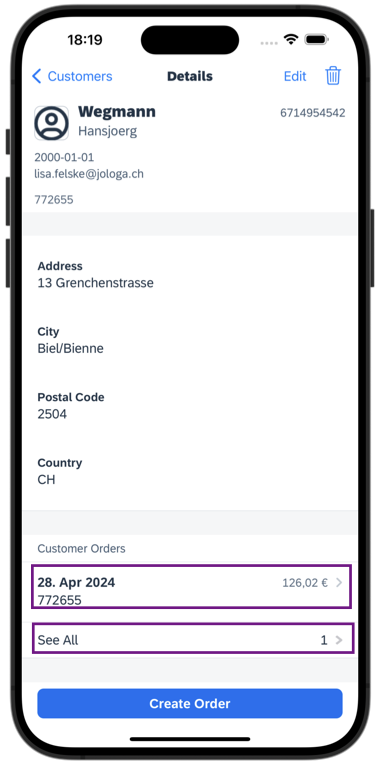 18:19
Customers Details Edit
Wegmann 6714954542
Hansjoerg
2000-01-01
lisa.felske@jologa.ch
772655
Address
13 Grenchenstrasse
City
Biel/Bienne
Postal Code
2504
Country
CH
Customer Orders
28. Apr 2024 126,02 €
772655
See All 1
Create Order